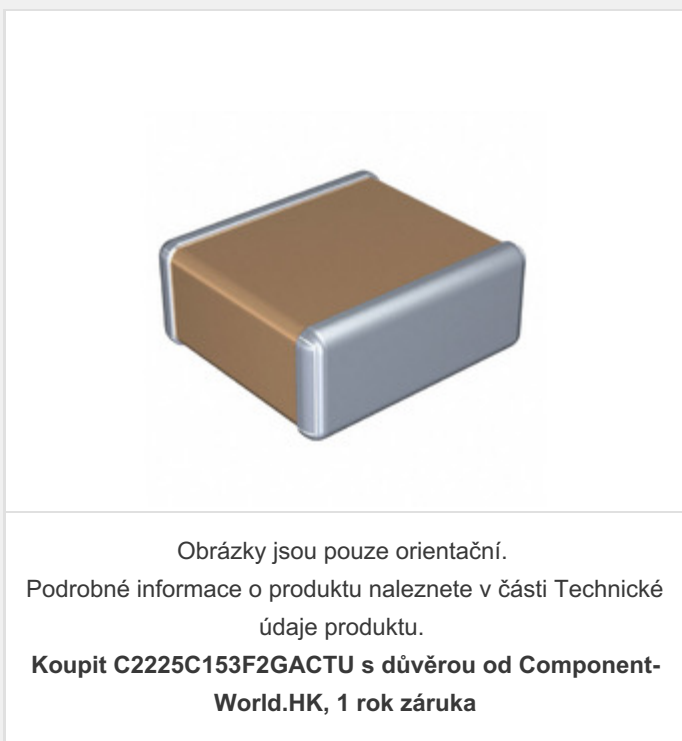 Obrázky jsou pouze orientační.
Podrobné informace o produktu naleznete v části Technické
údaje produktu.
Koupit C2225C153F2GACTU s důvěrou od Component-
World.HK, 1 rok záruka